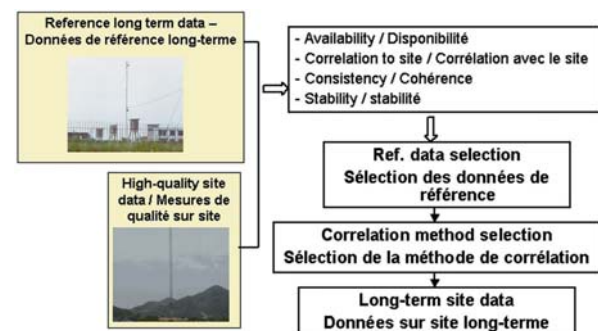 Reference long term data –
Données de référence long-terme
High-quality site
data / Mesures de
qualité sur site
- Availability / Disponibilité
- Correlation to site / Corrélation avec le site
- Consistency / Cohérence
- Stability / stabilité
Ref. data selection
Sélection des données de
référence
Correlation method selection
Sélection de la méthode de corrélation
Long-term site data
Données sur site long-terme